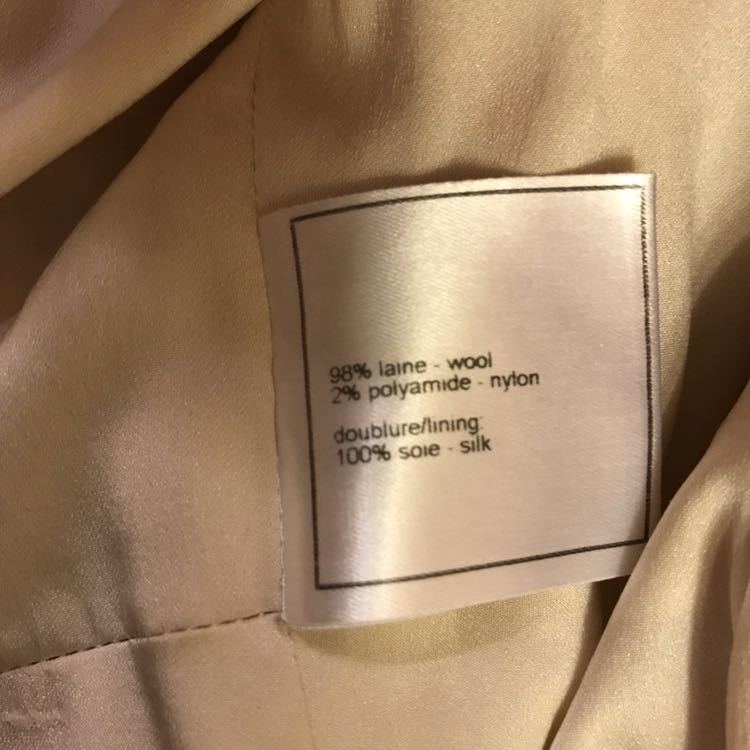 98% laine - wool
2% polyamide - nylon
doublure/lining:
100% soie - silk